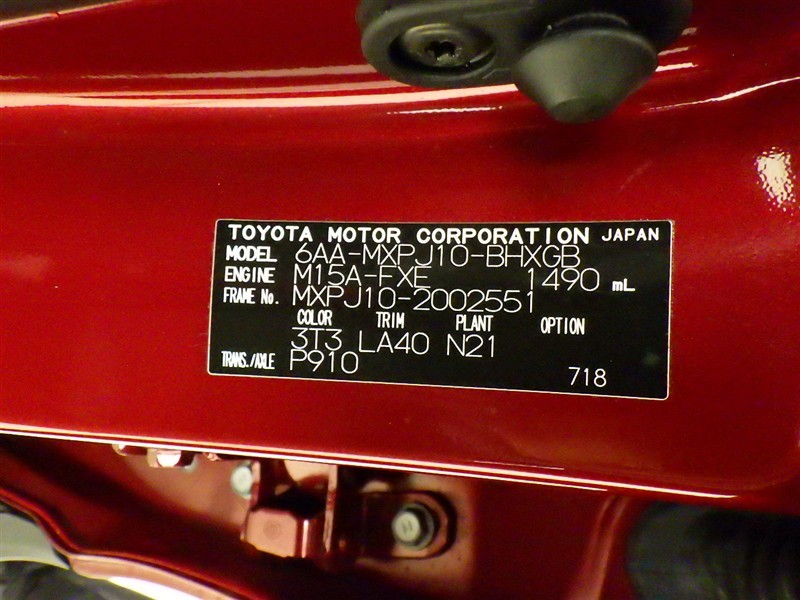 TOYOTA MOTOR CORPORATION JAPAN
MODEL 6AA-MXPJ10-BHXGB
ENGINE M15A-FXE 1490 mL
FRAME No. MXPJ10-2002551
COLOR TRIM PLANT OPTION
3T3 LA40 N21
TRANS./AXLE P910
718